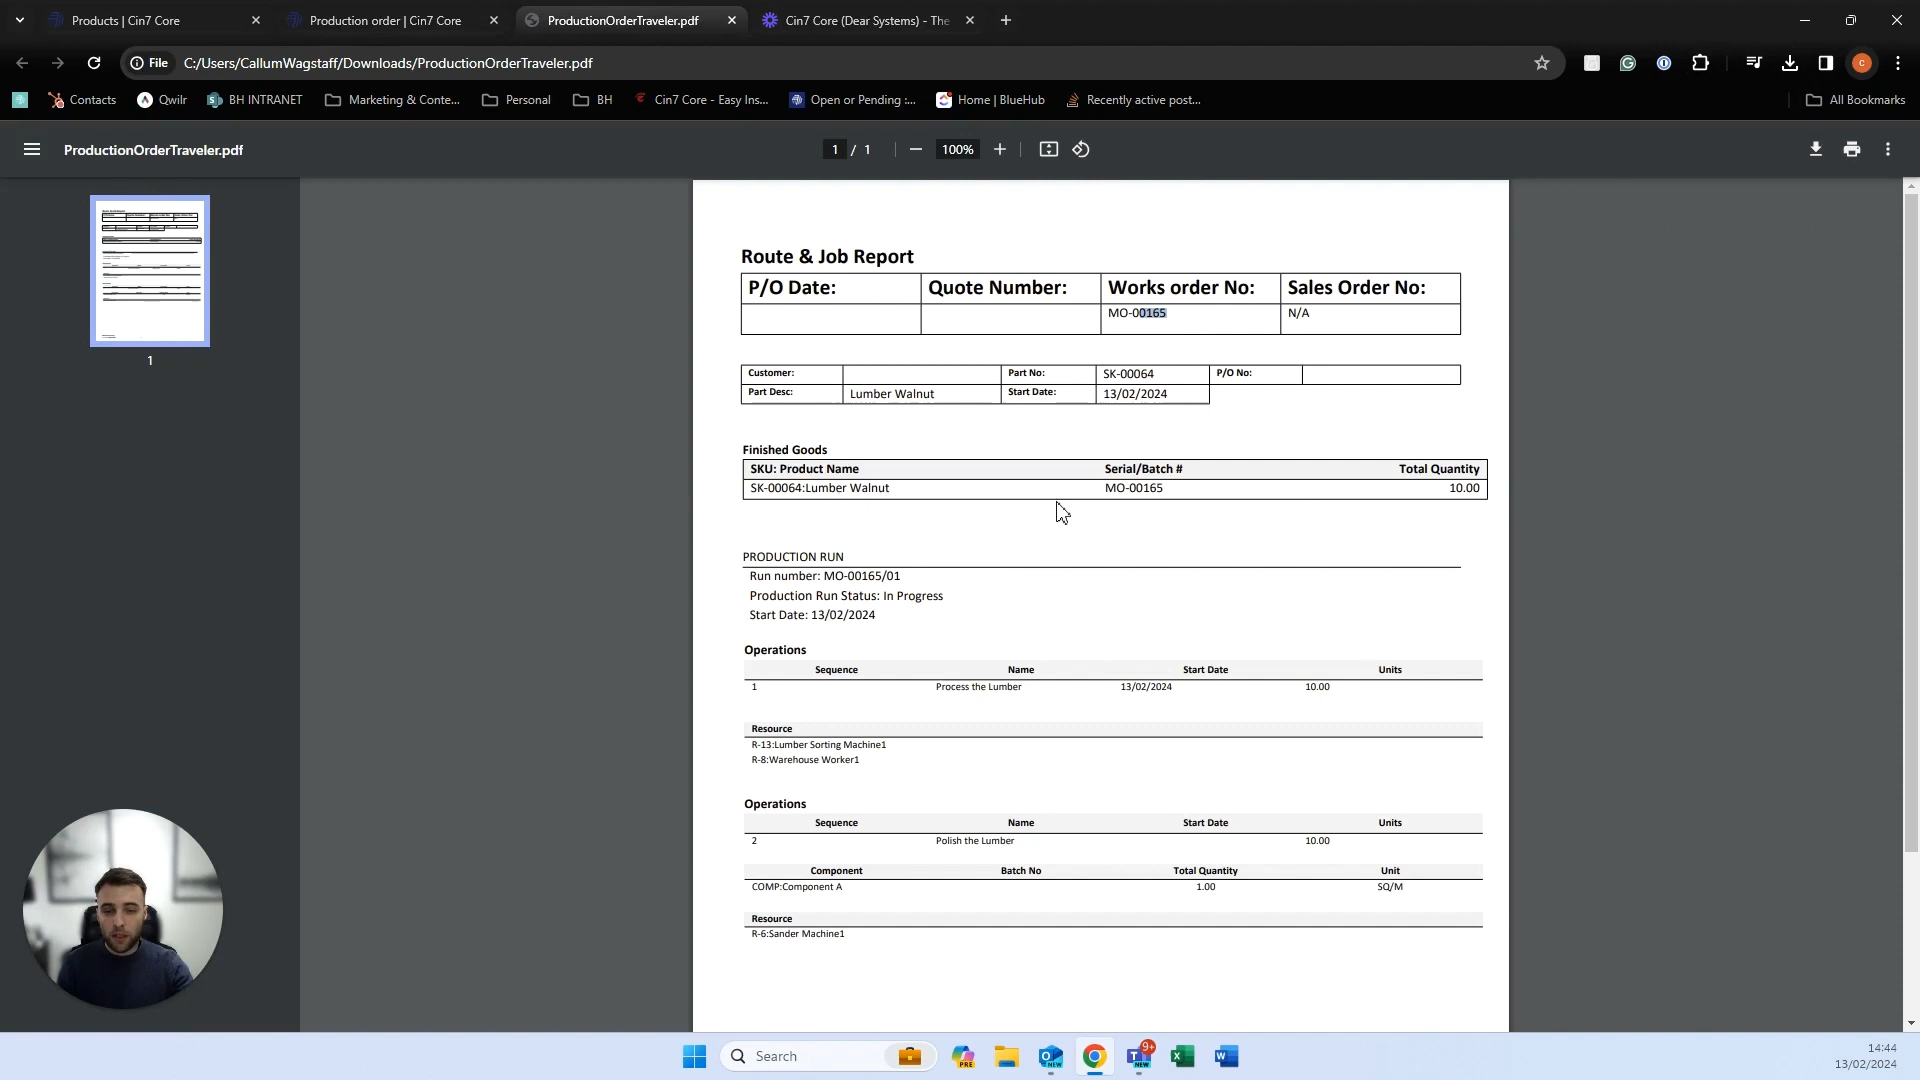 Products | Cin7 Core
Production order | Cin7 Core
ProductionOrderTraveler.pdf
Cin7 Core (Dear Systems) - The
File C:/Users/CallumWagstaff/Downloads/ProductionOrderTraveler.pdf
C
Contacts
Qwilr
BH INTRANET
Marketing & Conte...
Personal
BH
Cin7 Core - Easy Ins...
Open or Pending :...
Home | BlueHub
Recently active post...
All Bookmarks
ProductionOrderTraveler.pdf
1 / 1
100%
1
Route & Job Report
P/O Date: Quote Number: Works order No: Sales Order No:
MO-00165 N/A
Customer: Part No: SK-00064 P/O No:
Part Desc: Lumber Walnut Start Date: 13/02/2024
Finished Goods
SKU: Product Name Serial/Batch # Total Quantity
SK-00064:Lumber Walnut MO-00165 10.00
PRODUCTION RUN
Run number: MO-00165/01
Production Run Status: In Progress
Start Date: 13/02/2024
Operations
Sequence Name Start Date Units
1 Process the Lumber 13/02/2024 10.00
Resource
R-13:Lumber Sorting Machine1
R-8:Warehouse Worker1
Operations
Sequence Name Start Date Units
2 Polish the Lumber 10.00
Component Batch No Total Quantity Unit
COMP:Component A 1.00 SQ/M
Resource
R-6:Sander Machine1
Search
PRE
NEW
9+
NEW
14:44
13/02/2024